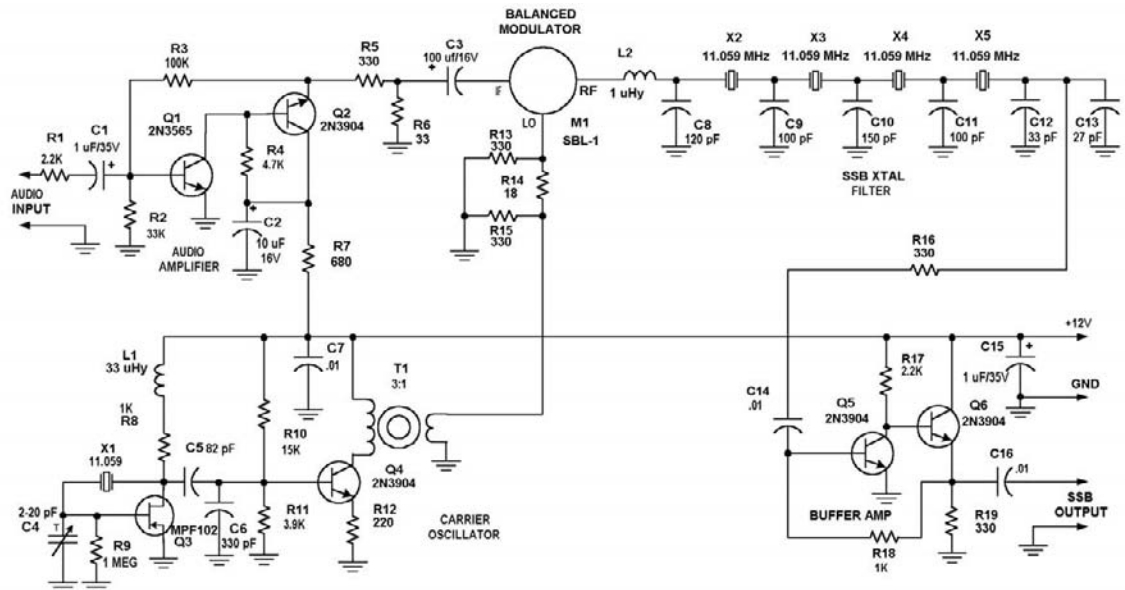 BALANCED
MODULATOR
R3
100K
R5
330
C3
+
100 uf/16V
IF
RF
LO
M1
SBL-1
L2
1 uHy
X2
11.059 MHz
X3
11.059 MHz
X4
11.059 MHz
X5
11.059 MHz
Q1
2N3565
Q2
2N3904
R6
33
C8
120 pF
C9
100 pF
C10
150 pF
C11
100 pF
C12
33 pF
C13
27 pF
R1
2.2K
C1
1 uF/35V
+
R4
4.7K
R13
330
R14
18
R15
330
SSB XTAL
FILTER
AUDIO
INPUT
R2
33K
AUDIO
AMPLIFIER
+
C2
10 uF
16V
R7
680
R16
330
+12V
L1
33 uHy
C7
.01
T1
3:1
R17
2.2K
C15
+
1 uF/35V
GND
1K
R8
C14
.01
Q5
2N3904
Q6
2N3904
X1
11.059
C5
82 pF
R10
15K
Q4
2N3904
C16
.01
2-20 pF
C4
T
MPF102
Q3
R9
1 MEG
C6
330 pF
R11
3.9K
R12
220
CARRIER
OSCILLATOR
BUFFER AMP
R18
1K
R19
330
SSB
OUTPUT